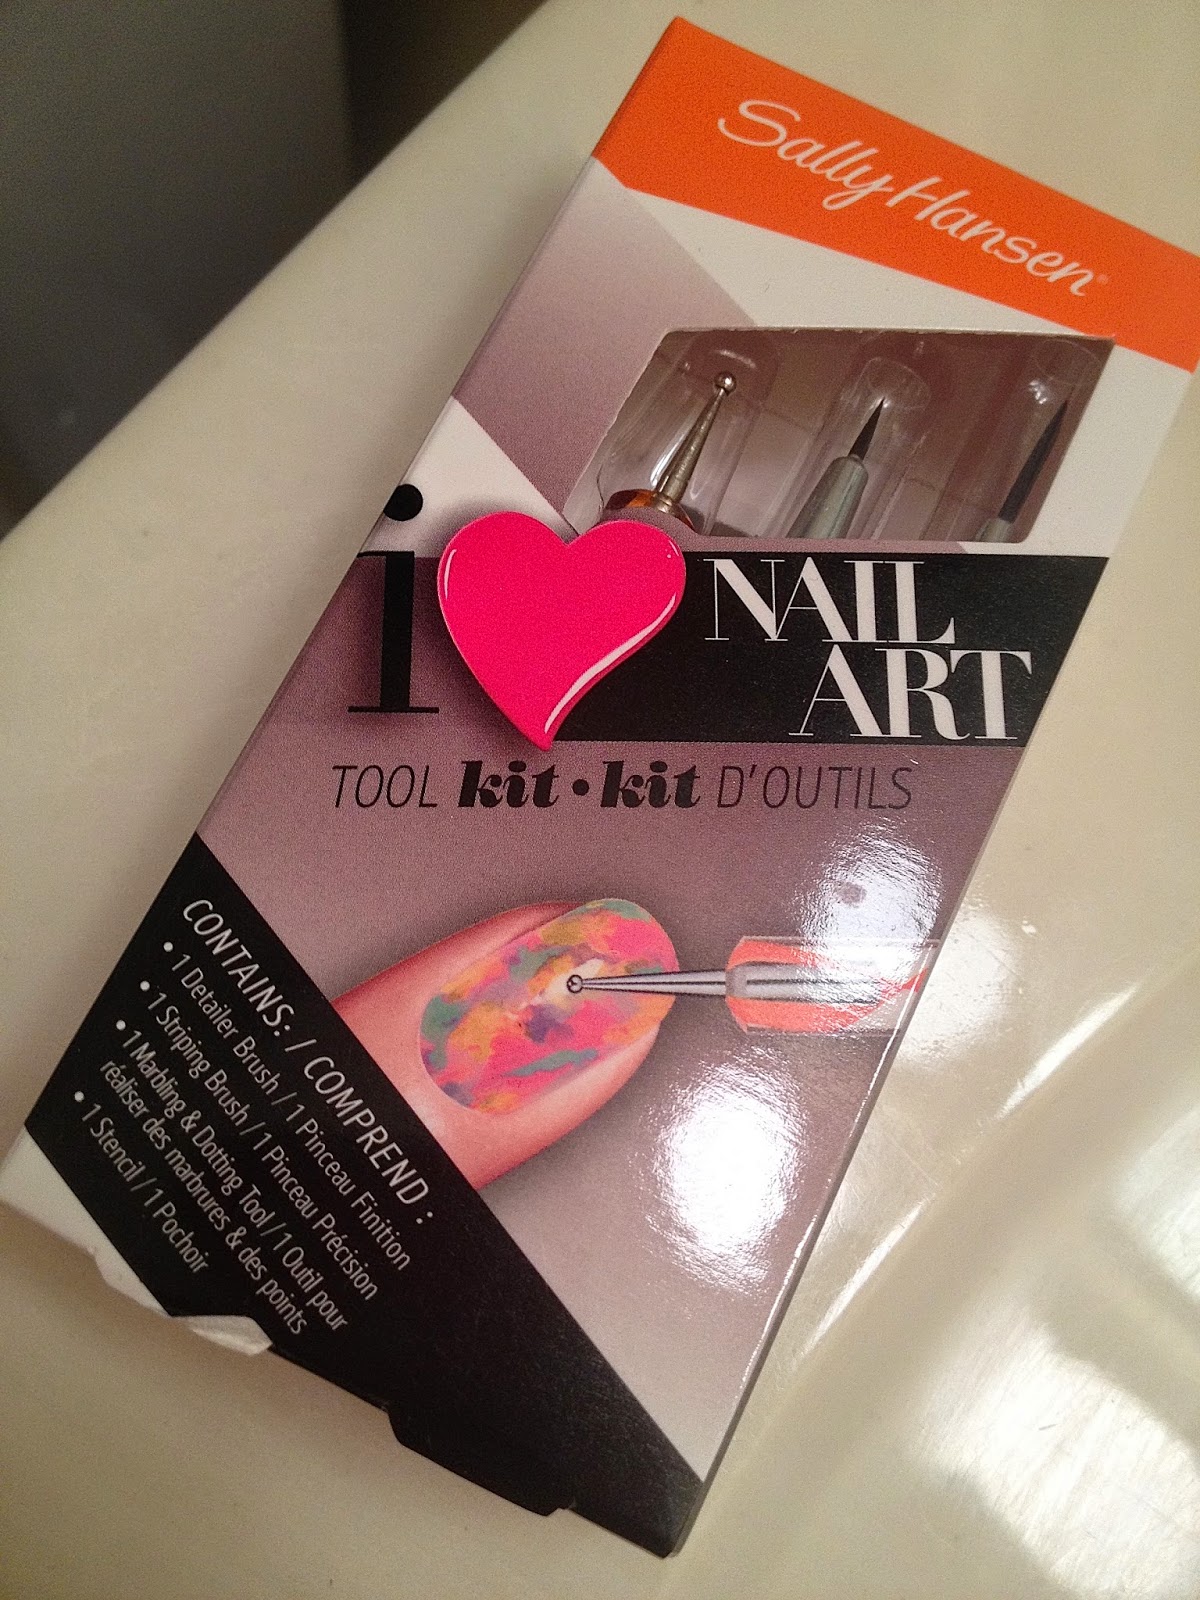 Sally Hansen®
i NAIL
ART
TOOL kit • kit D'OUTILS
CONTAINS: / COMPREND :
• 1 Detailer Brush / 1 Pinceau Finition
• 1 Striping Brush / 1 Pinceau Précision
• 1 Marbling & Dotting Tool / 1 Outil pour
réaliser des marbrures & des points
• 1 Stencil / 1 Pochoir